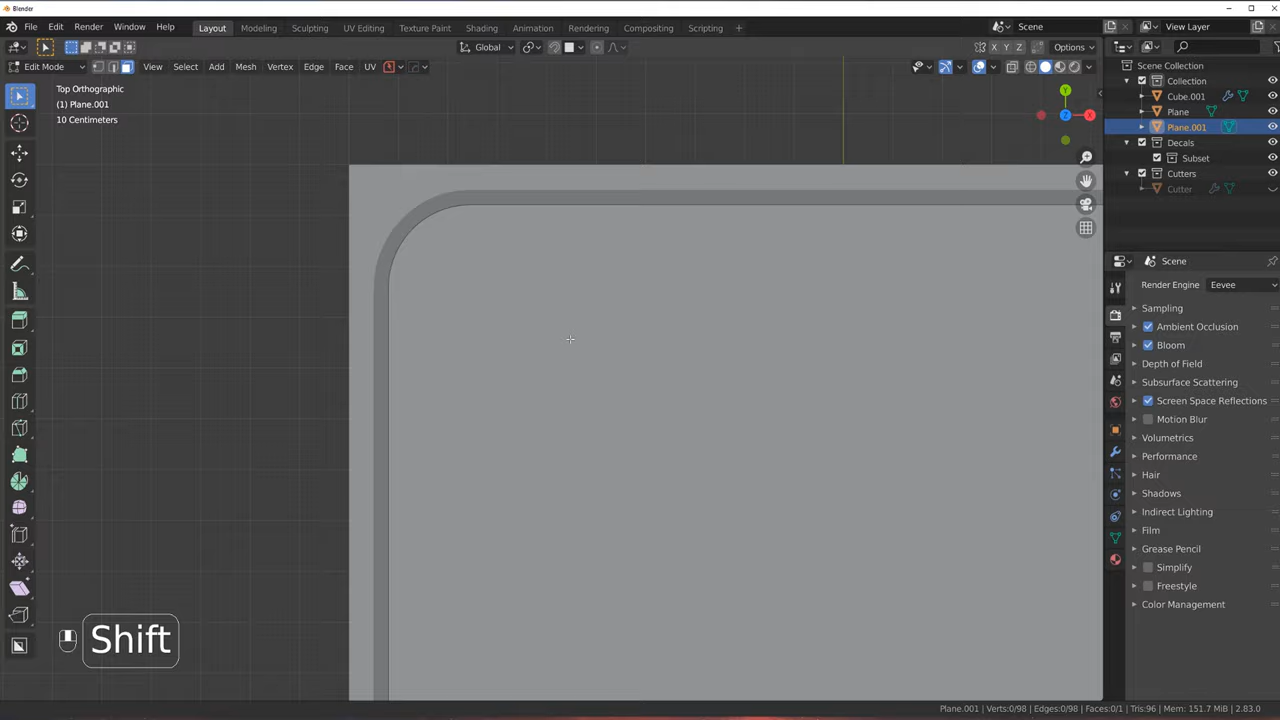 Blender
File Edit Render Window Help Layout Modeling Sculpting UV Editing Texture Paint Shading Animation Rendering Compositing Scripting + Scene View Layer
Global X Y Z Options
Edit Mode View Select Add Mesh Vertex Edge Face UV
Top Orthographic
(1) Plane.001
10 Centimeters
Y
Z X
Scene Collection
Collection
Cube.001
Plane
Plane.001
Decals
Subset
Cutters
Cutter
Scene
Render Engine Eevee
Sampling
Ambient Occlusion
Bloom
Depth of Field
Subsurface Scattering
Screen Space Reflections
Motion Blur
Volumetrics
Performance
Hair
Shadows
Indirect Lighting
Film
Grease Pencil
Simplify
Freestyle
Color Management
Shift
Plane.001 | Verts:0/98 | Edges:0/98 | Faces:0/1 | Tris:96 | Mem: 151.7 MiB | 2.83.0